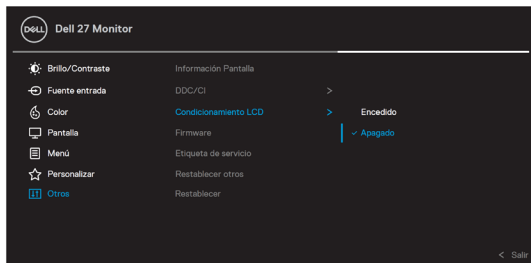 DELL
Dell 27 Monitor
Brillo/Contraste
Información Pantalla
Fuente entrada
DDC/CI >
Color
Condicionamiento LCD >
Encedido
Pantalla
Firmware
✓ Apagado
Menú
Etiqueta de servicio
Personalizar
Restablecer otros
Otros
Restablecer
< Salir